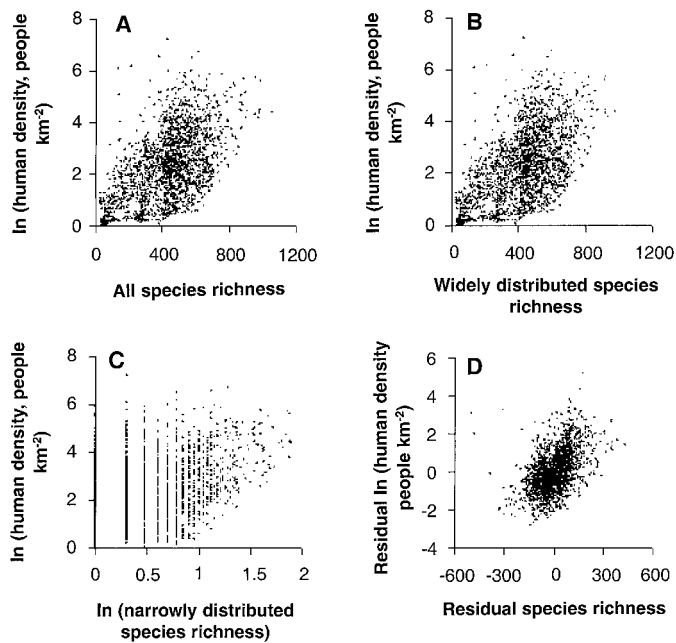 A
ln (human density, people
km-2)
8
6
4
2
0
0 400 800 1200
All species richness
B
ln (human density, people
km-2)
8
6
4
2
0
0 400 800 1200
Widely distributed species
richness
C
ln (human density, people
km-2)
8
6
4
2
0
0 0.5 1 1.5 2
ln (narrowly distributed
species richness)
D
Residual ln (human density
people km-2)
6
4
2
0
-2
-4
-600 -300 0 300 600
Residual species richness